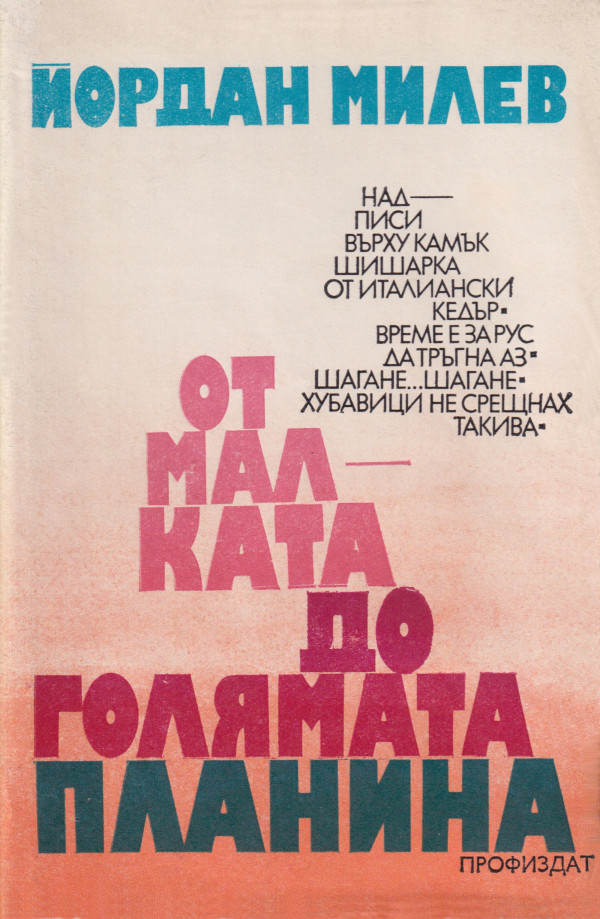 ЙОРДАН МИЛЕВ
НАД—
ПИСИ
ВЪРХУ КАМЪК
ШИШАРКА
ОТ ИТАЛИАНСКИ
КЕДЪР▪
ВРЕМЕ Е ЗА РУС
ДА ТРЪГНА АЗ▪
ШАГАНЕ...ШАГАНЕ▪
ХУБАВИЦИ НЕ СРЕЩНАХ
ТАКИВА▪
ОТ
МАЛ—
КАТА
ДО
ГОЛЯМАТА
ПЛАНИНА
ПРОФИЗДАТ